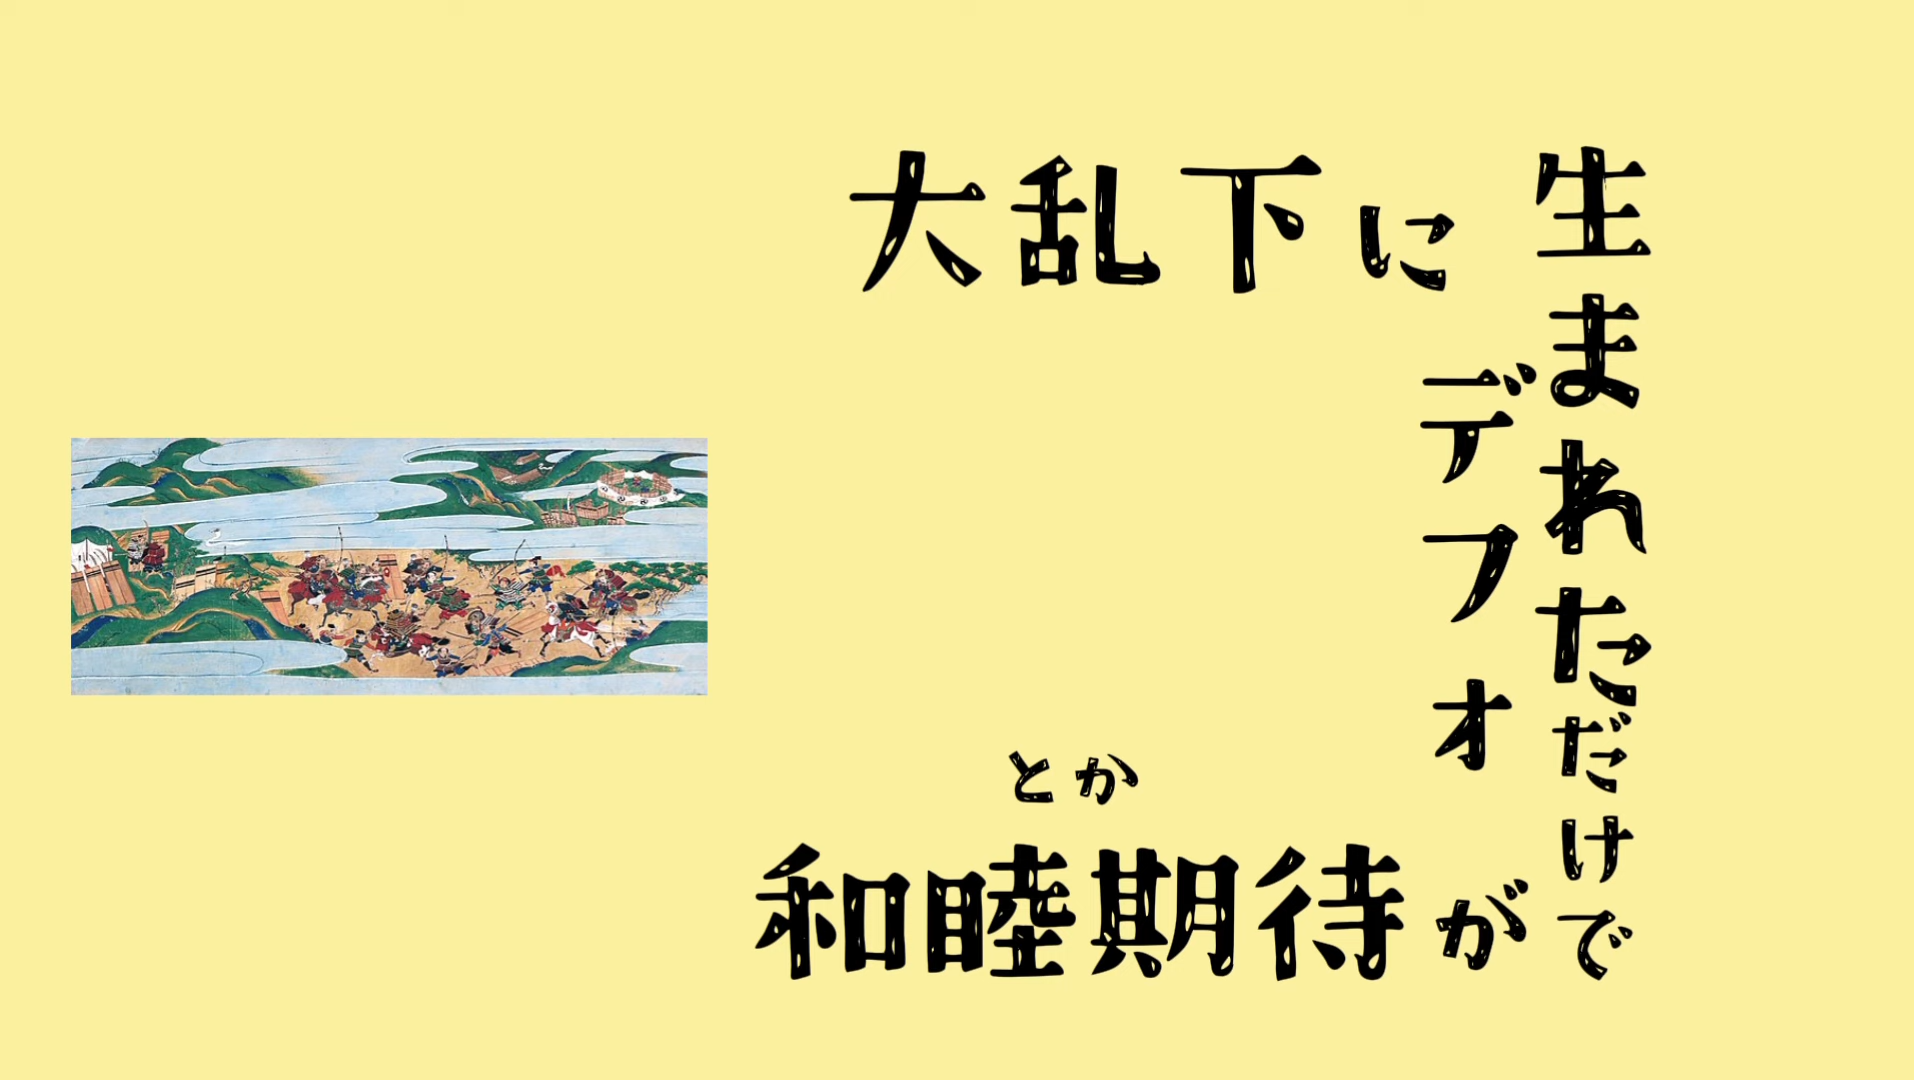 大乱下に
生まれただけで
和睦期待が
デフォ
とか